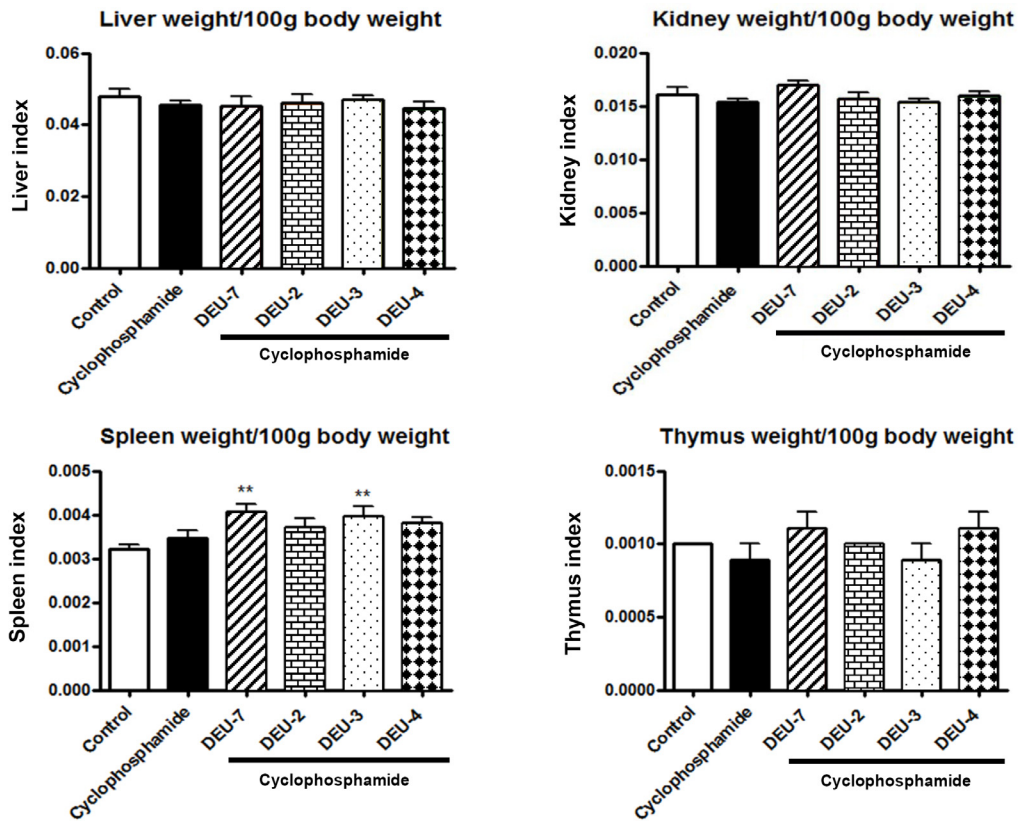 Liver weight/100g body weight
Liver index
0.06
0.04
0.02
0.00
Control
Cyclophosphamide
DEU-7
DEU-2
DEU-3
DEU-4
Cyclophosphamide
Kidney weight/100g body weight
Kidney index
0.020
0.015
0.010
0.005
0.000
Control
Cyclophosphamide
DEU-7
DEU-2
DEU-3
DEU-4
Cyclophosphamide
Spleen weight/100g body weight
Spleen index
0.005
0.004
0.003
0.002
0.001
0.000
**
**
Control
Cyclophosphamide
DEU-7
DEU-2
DEU-3
DEU-4
Cyclophosphamide
Thymus weight/100g body weight
Thymus index
0.0015
0.0010
0.0005
0.0000
Control
Cyclophosphamide
DEU-7
DEU-2
DEU-3
DEU-4
Cyclophosphamide